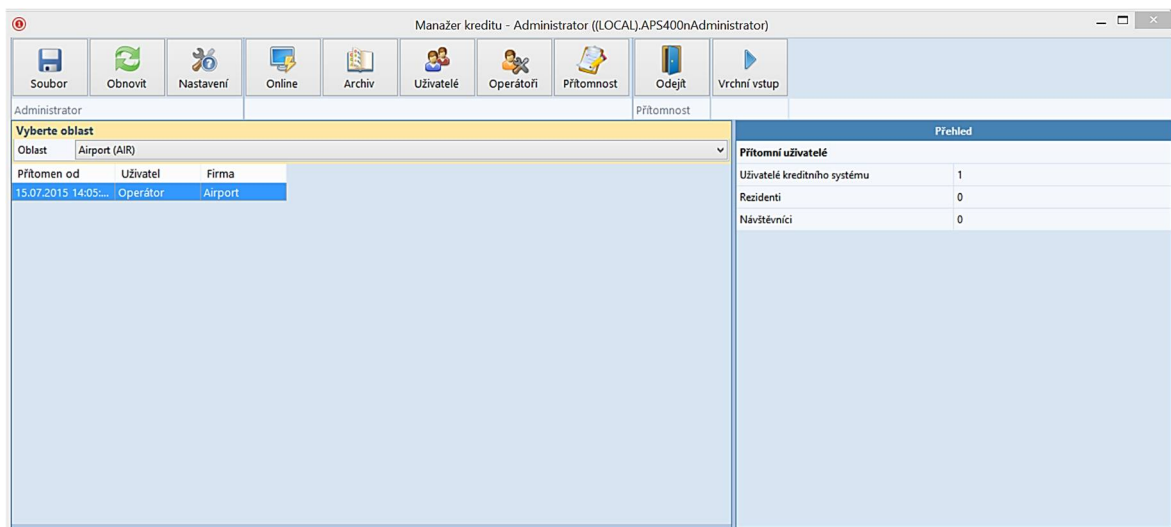 Manažer kreditu - Administrator ((LOCAL).APS400nAdministrator)
Soubor Obnovit Nastavení Online Archiv Uživatelé Operátoři Přítomnost Odejít Vrchní vstup
Administrator Přítomnost
Vyberte oblast
Oblast Airport (AIR)
Přítomen od Uživatel Firma
15.07.2015 14:05:... Operátor Airport
Přehled
Přítomní uživatelé
Uživatelé kreditního systému 1
Rezidenti 0
Návštěvníci 0